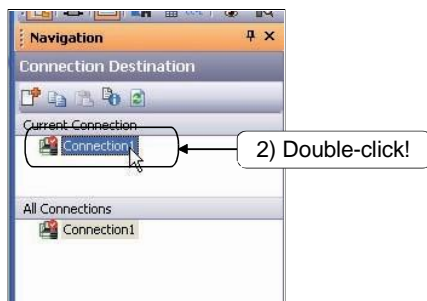 Navigation
Connection Destination
Current Connection
Connection1
2) Double-click!
All Connections
Connection1